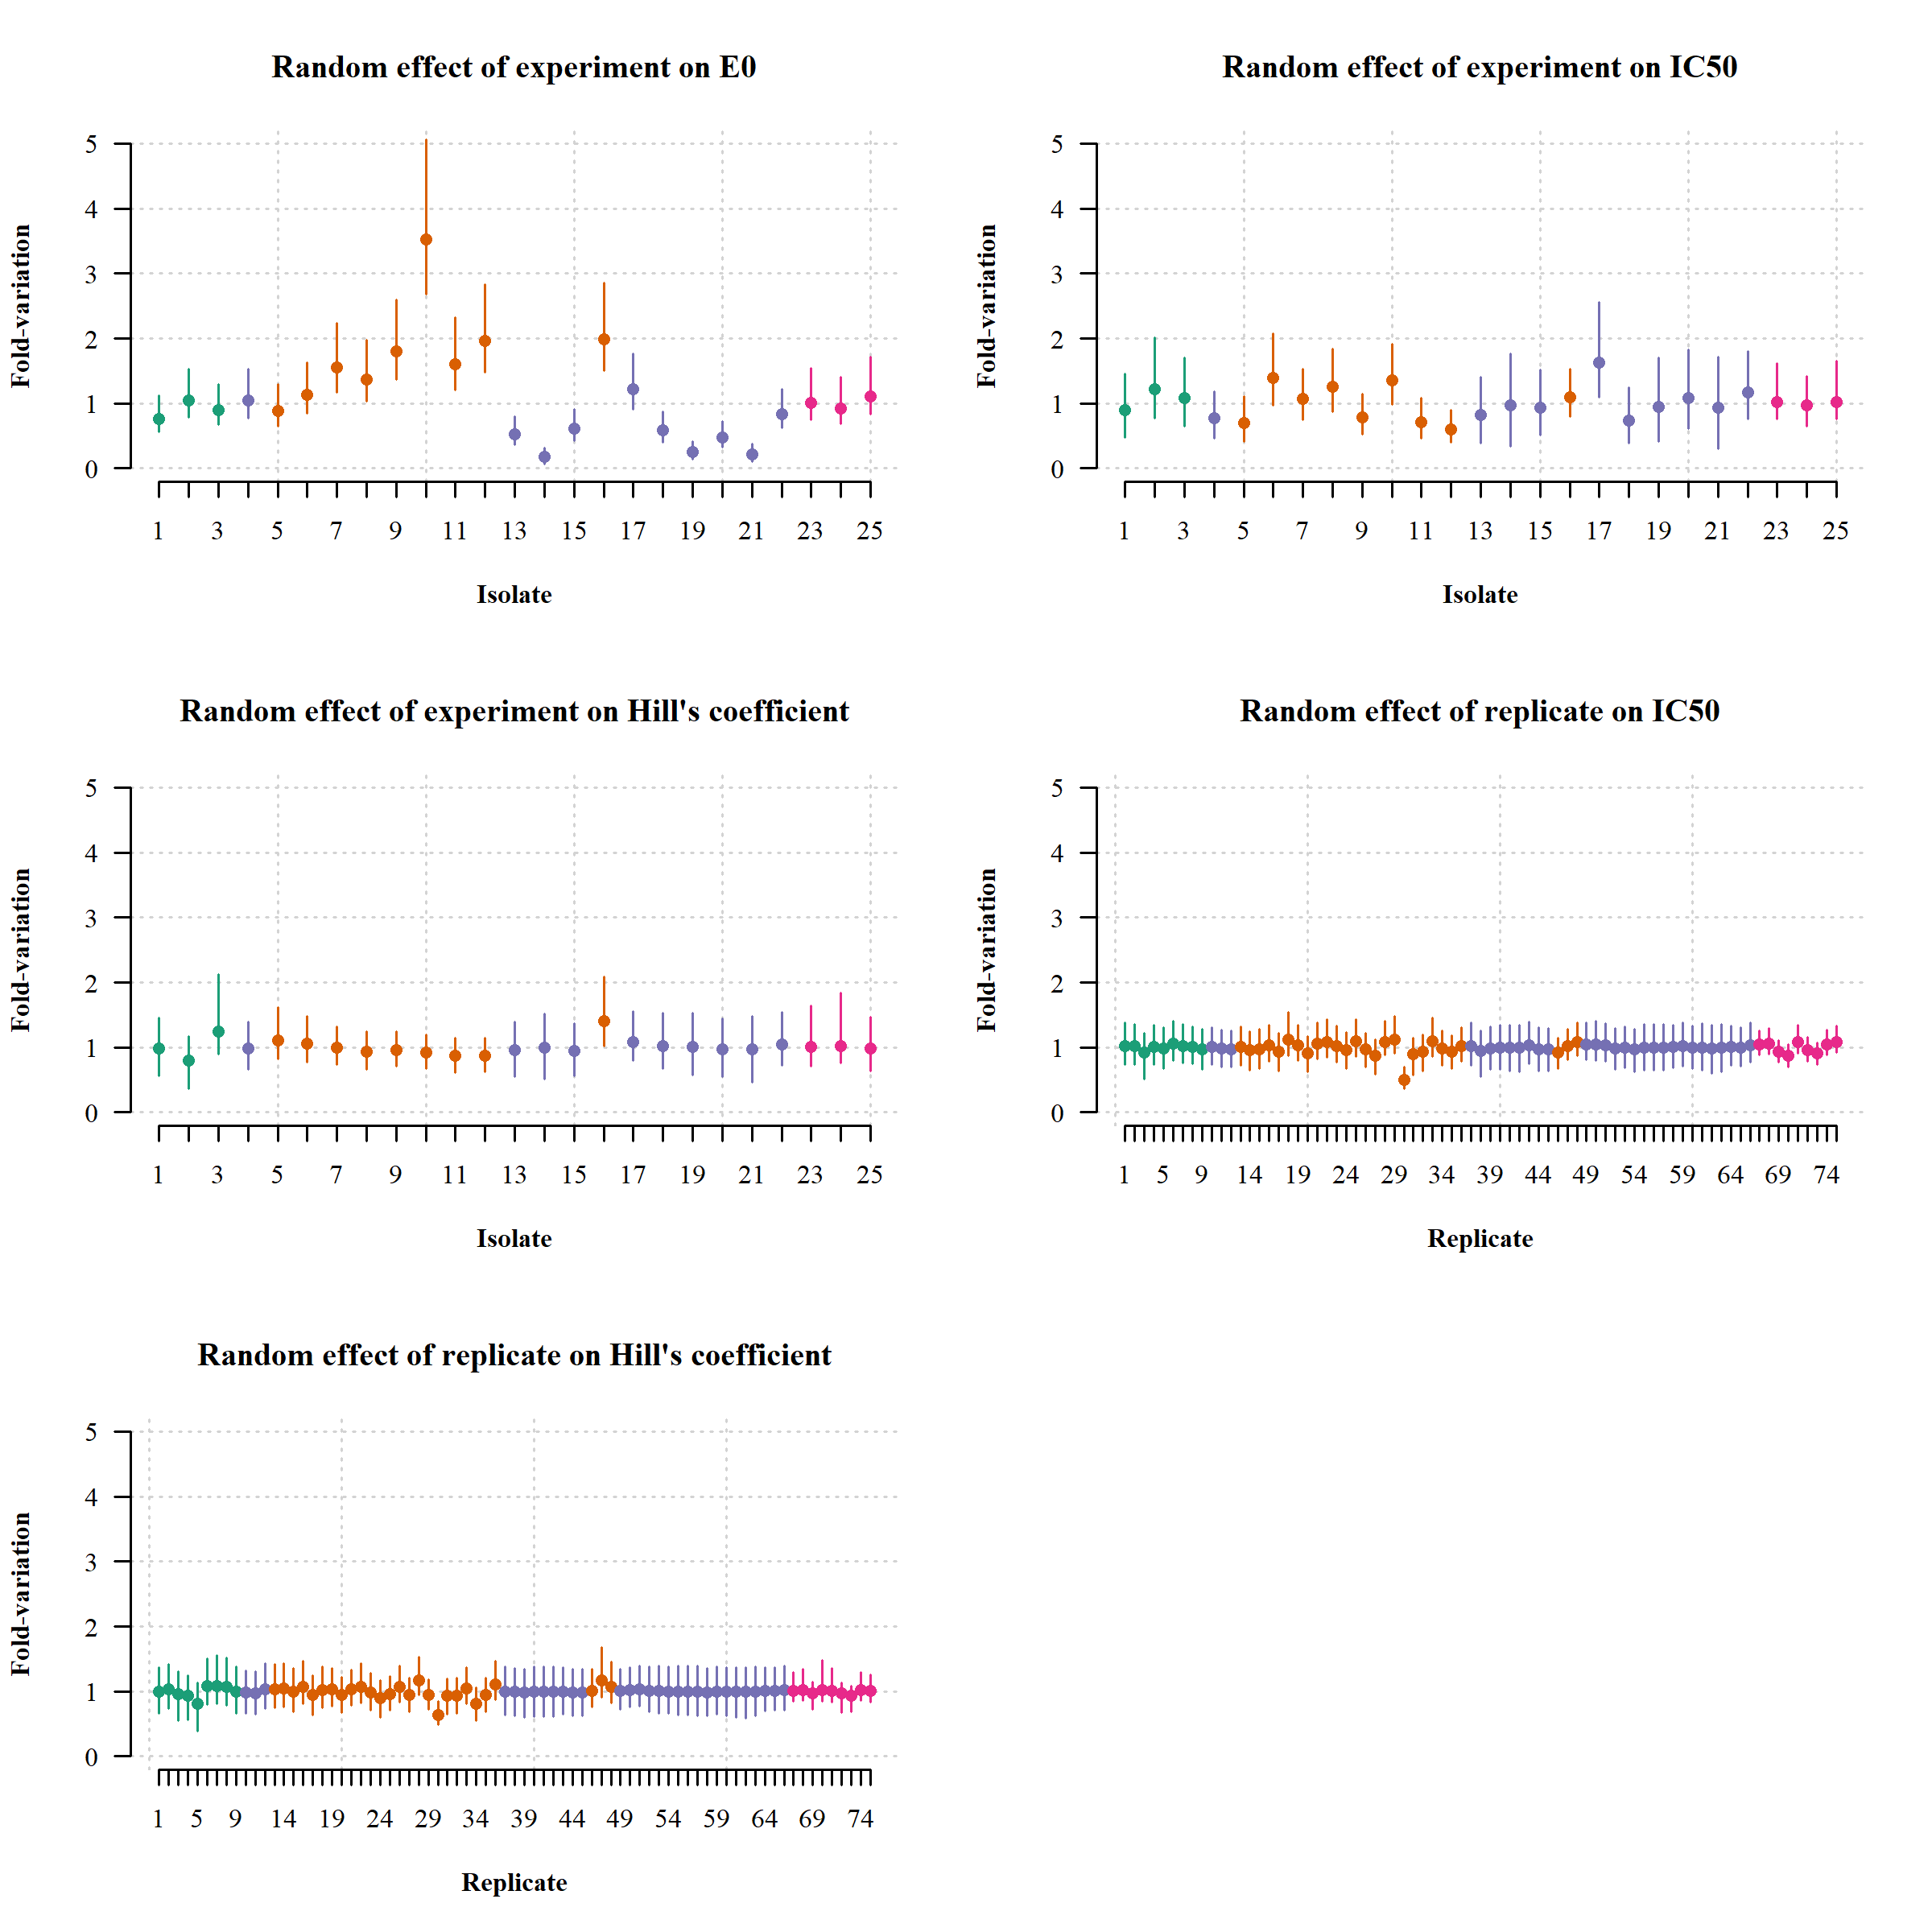 Random effect of experiment on E0
Fold-variation
5
4
3
2
1
0
1 3 5 7 9 11 13 15 17 19 21 23 25
Isolate
Random effect of experiment on IC50
Fold-variation
5
4
3
2
1
0
1 3 5 7 9 11 13 15 17 19 21 23 25
Isolate
Random effect of experiment on Hill's coefficient
Fold-variation
5
4
3
2
1
0
1 3 5 7 9 11 13 15 17 19 21 23 25
Isolate
Random effect of replicate on IC50
Fold-variation
5
4
3
2
1
0
1 5 9 14 19 24 29 34 39 44 49 54 59 64 69 74
Replicate
Random effect of replicate on Hill's coefficient
Fold-variation
5
4
3
2
1
0
1 5 9 14 19 24 29 34 39 44 49 54 59 64 69 74
Replicate